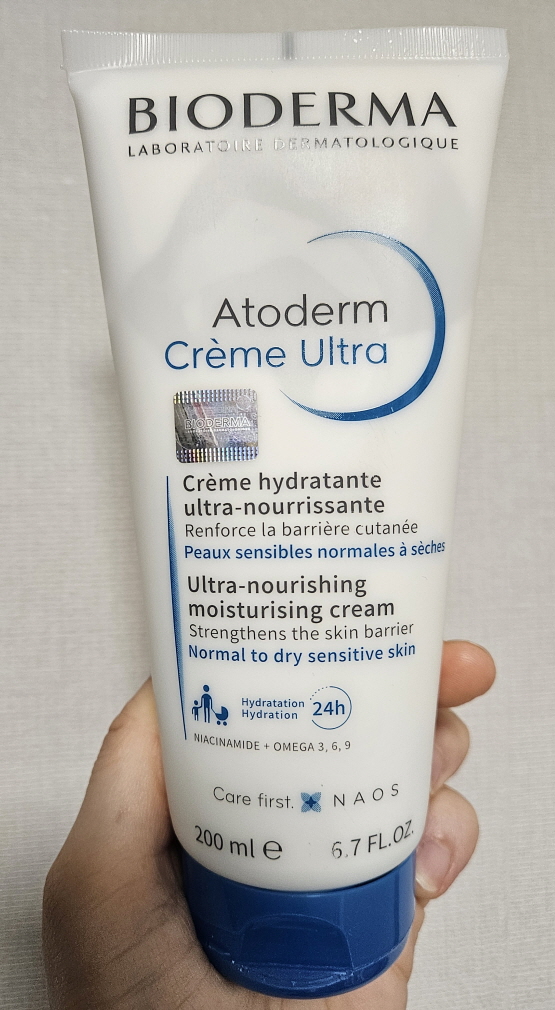 BIODERMA
LABORATOIRE DERMATOLOGIQUE
Atoderm
Crème Ultra
BIODERMA
Crème hydratante
ultra-nourrissante
Renforce la barrière cutanée
Peaux sensibles normales à sèches
Ultra-nourishing
moisturising cream
Strengthens the skin barrier
Normal to dry sensitive skin
Hydratation
Hydration
24h
NIACINAMIDE + OMEGA 3, 6, 9
Care first. NAOS
200 ml ℮ 6.7 FL.OZ.